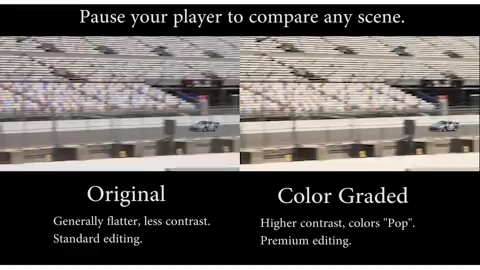 Pause your player to compare any scene.
Original
Generally flatter, less contrast.
Standard editing.
Color Graded
Higher contrast, colors "Pop".
Premium editing.